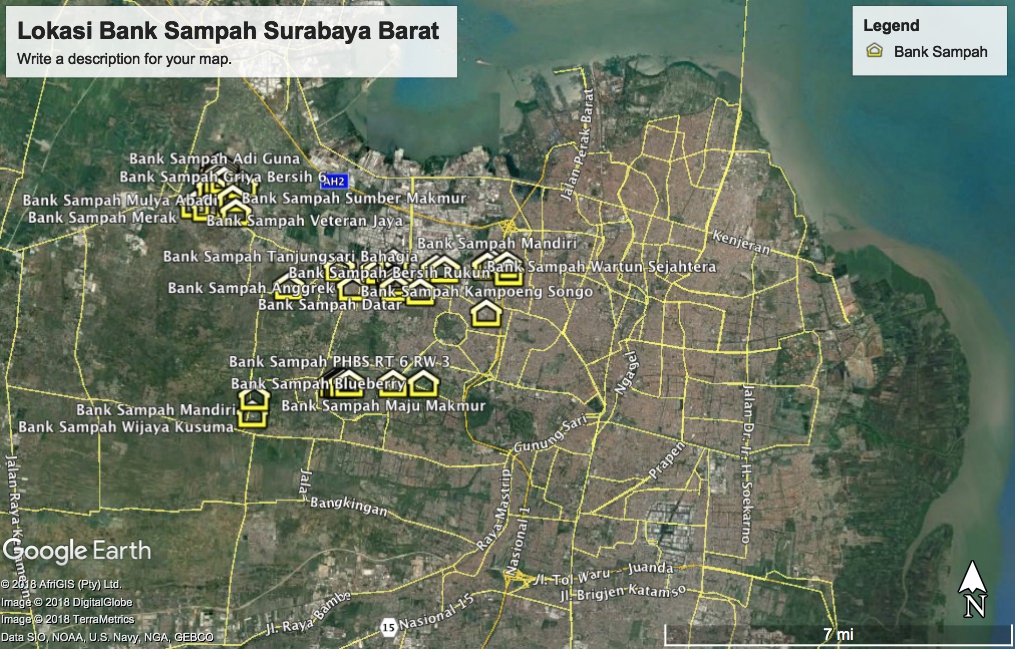 Lokasi Bank Sampah Surabaya Barat
Write a description for your map.
Legend
Bank Sampah
Jalan Perak Barat
Bank Sampah Adi Guna
Bank Sampah Griya Bersih 6
AH2
Bank Sampah Mulya Abadi
Bank Sampah Sumber Makmur
Bank Sampah Merak
Bank Sampah Veteran Jaya
Bank Sampah Mandiri
Kenjeran
Bank Sampah Tanjungsari Bahagia
Bank Sampah Bersih Rukun
Bank Sampah Wartun Sejahtera
Bank Sampah Anggrek
Bank Sampah Kampoeng Songo
Bank Sampah Datar
Bank Sampah PHBS RT 6 RW 3
Bank Sampah Blueberry
Ngagel
Bank Sampah Maju Makmur
Bank Sampah Mandiri
Bank Sampah Wijaya Kusuma
Jalan Dr. Ir. H. Soekarno
Gunung Sari
Prapen
Jalan Raya
Jala
Bangkingan
Raya Mastrip
Nasional 1
Google Earth
Jl. Tol Waru - Juanda
Jl. Brigjen Katamso
© 2018 AfriGIS (Pty) Ltd.
Image © 2018 DigitalGlobe
Image © 2018 TerraMetrics
Data SIO, NOAA, U.S. Navy, NGA, GEBCO
Jl. Raya Bambe
15
Nasional 15
N
7 mi